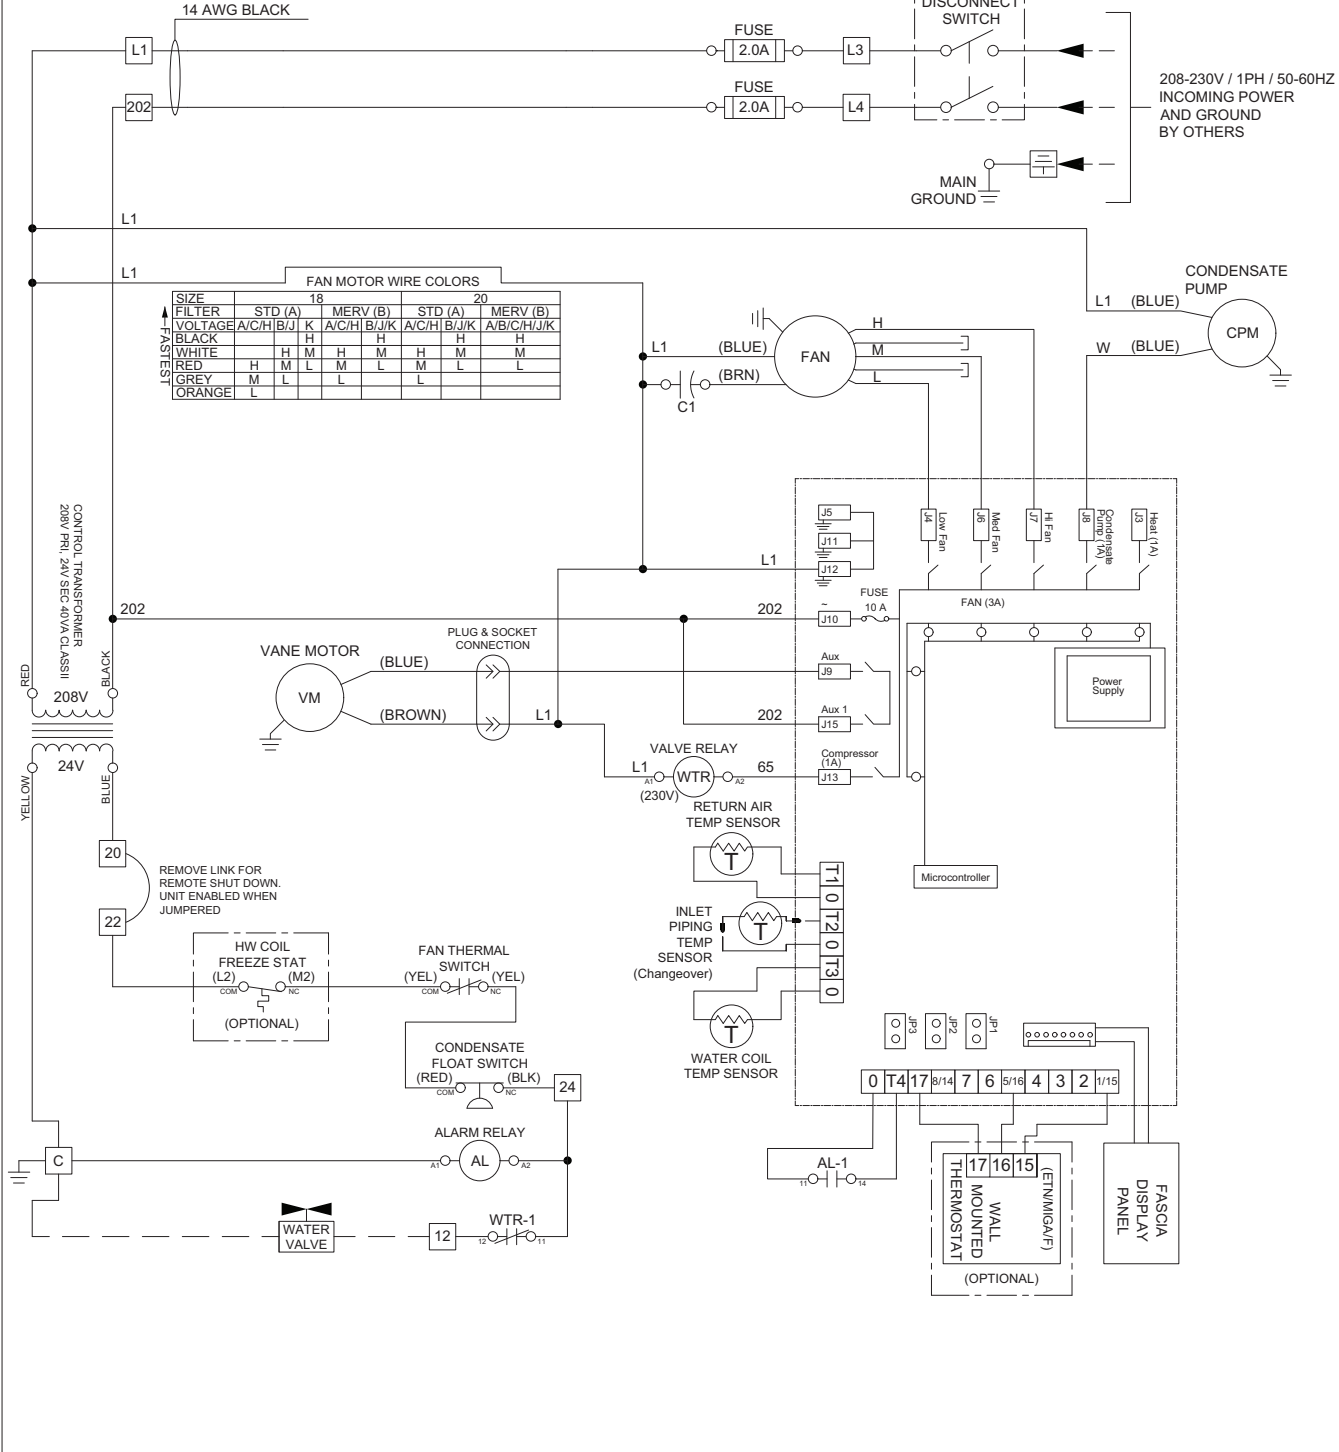 14 AWG BLACK
DISCONNECT
SWITCH
L1
FUSE
2.0A
L3
202
FUSE
2.0A
L4
208-230V / 1PH / 50-60HZ
INCOMING POWER
AND GROUND
BY OTHERS
MAIN
GROUND
L1
L1
FAN MOTOR WIRE COLORS
SIZE 18 20
FILTER STD (A) MERV (B) STD (A) MERV (B)
VOLTAGE A/C/H B/J K A/C/H B/J/K A/C/H B/J/K A/B/C/H/J/K
BLACK H H H H
WHITE H M H M H M M
RED H M L M L M L L
GREY M L L L
ORANGE L
FASTEST
CONDENSATE
PUMP
L1 (BLUE)
W (BLUE)
CPM
L1 (BLUE)
(BRN)
C1
FAN
H
M
L
CONTROL TRANSFORMER
208V PRI, 24V SEC 40VA CLASSII
RED
BLACK
208V
24V
YELLOW
BLUE
202
J5
J11
J12
L1
J4
Low Fan
J6
Med Fan
J7
Hi Fan
J8
Condensate
Pump (1A)
J3
Heat (1A)
FUSE
10 A
FAN (3A)
202
~
J10
PLUG & SOCKET
CONNECTION
VANE MOTOR
VM
(BLUE)
(BROWN)
L1
Aux
J9
202
Aux 1
J15
Power
Supply
VALVE RELAY
L1
A1
WTR
A2
65
(230V)
Compressor
(1A)
J13
RETURN AIR
TEMP SENSOR
T
INLET
PIPING
TEMP
SENSOR
(Changeover)
T
T
WATER COIL
TEMP SENSOR
T1
0
T2
0
T3
0
Microcontroller
20
22
REMOVE LINK FOR
REMOTE SHUT DOWN.
UNIT ENABLED WHEN
JUMPERED
HW COIL
FREEZE STAT
(L2) (M2)
COM NC
(OPTIONAL)
FAN THERMAL
SWITCH
(YEL) (YEL)
COM NC
CONDENSATE
FLOAT SWITCH
(RED) (BLK)
COM NC
24
ALARM RELAY
A1 AL A2
C
WATER
VALVE
12
WTR-1
12 11
JP3
JP2
JP1
0 T4 17 8/14 7 6 5/16 4 3 2 1/15
AL-1
11 14
17 16 15
WALL
MOUNTED
THERMOSTAT
(ETN/MIGA/F)
(OPTIONAL)
FASCIA
DISPLAY
PANEL